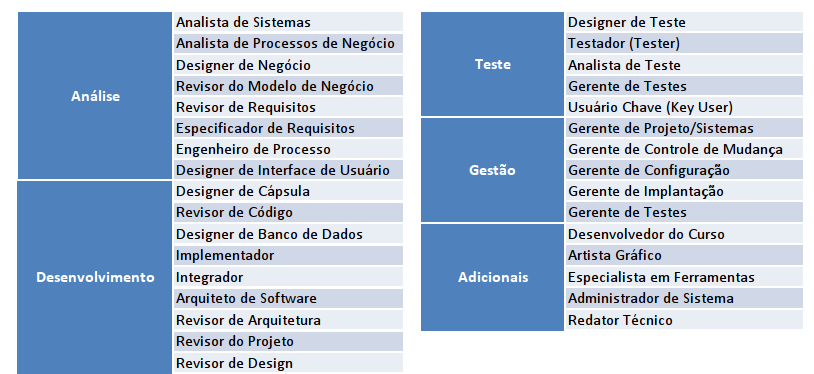 Análise
Analista de Sistemas
Analista de Processos de Negócio
Designer de Negócio
Revisor do Modelo de Negócio
Revisor de Requisitos
Especificador de Requisitos
Engenheiro de Processo
Designer de Interface de Usuário
Desenvolvimento
Designer de Cápsula
Revisor de Código
Designer de Banco de Dados
Implementador
Integrador
Arquiteto de Software
Revisor de Arquitetura
Revisor do Projeto
Revisor de Design
Teste
Designer de Teste
Testador (Tester)
Analista de Teste
Gerente de Testes
Usuário Chave (Key User)
Gestão
Gerente de Projeto/Sistemas
Gerente de Controle de Mudança
Gerente de Configuração
Gerente de Implantação
Gerente de Testes
Adicionais
Desenvolvedor do Curso
Artista Gráfico
Especialista em Ferramentas
Administrador de Sistema
Redator Técnico